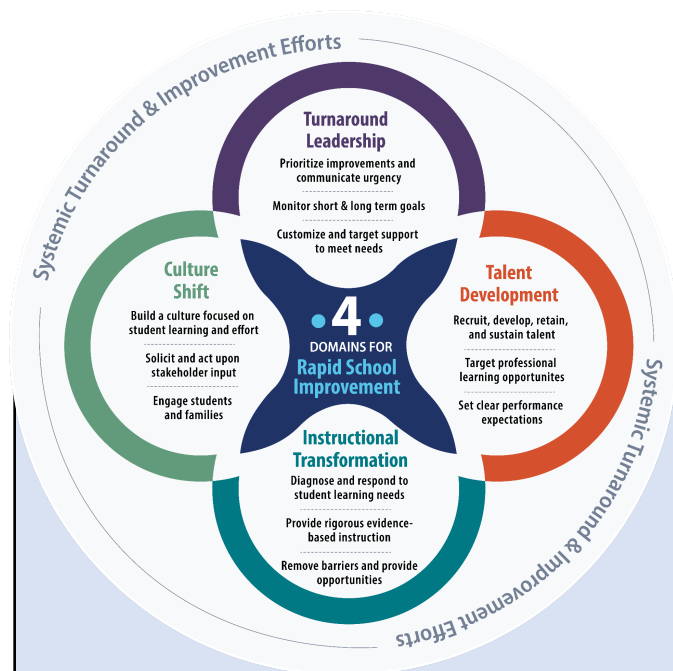 Systemic Turnaround & Improvement Efforts
Turnaround
Leadership
Prioritize improvements and
communicate urgency
Monitor short & long term goals
Customize and target support
to meet needs
Culture
Shift
Build a culture focused on
student learning and effort
Solicit and act upon
stakeholder input
Engage students
and families
4
DOMAINS FOR
Rapid School
Improvement
Talent
Development
Recruit, develop, retain,
and sustain talent
Target professional
learning opportunites
Set clear performance
expectations
Instructional
Transformation
Diagnose and respond to
student learning needs
Provide rigorous evidence-
based instruction
Remove barriers and provide
opportunities
Systemic Turnaround & Improvement Efforts